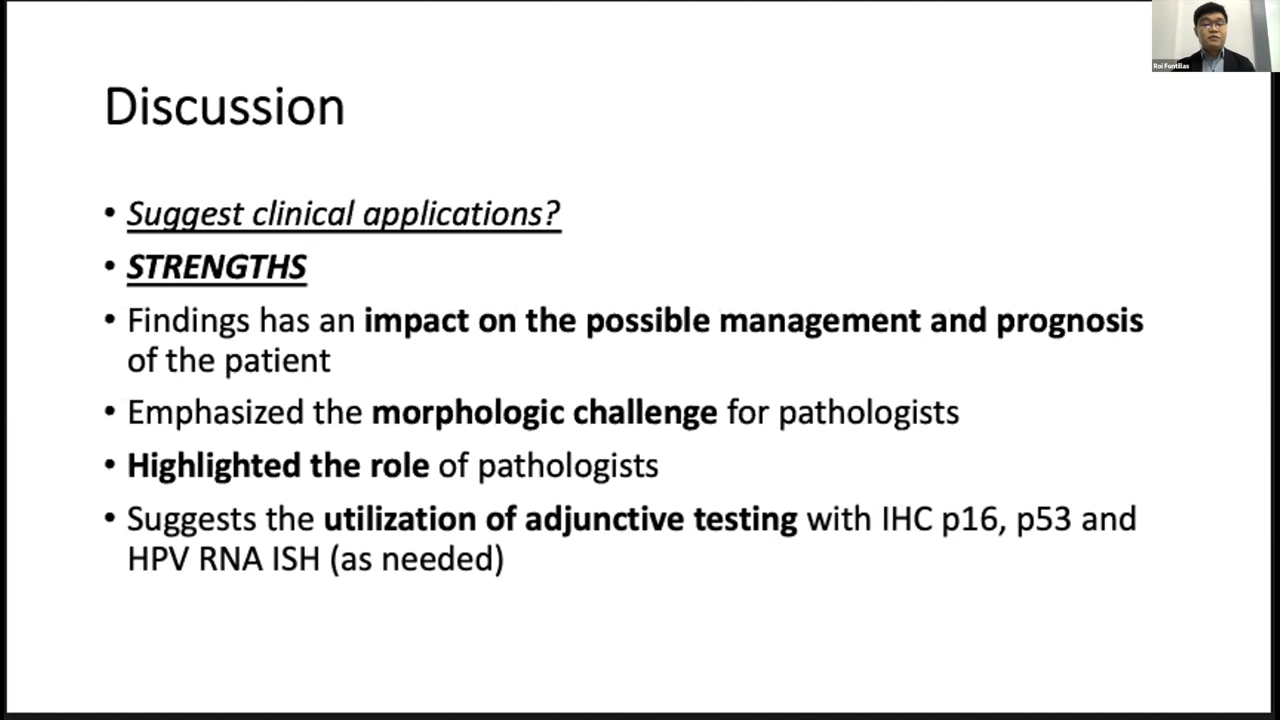 Roi Fontillas
Discussion
• Suggest clinical applications?
• STRENGTHS
• Findings has an impact on the possible management and prognosis
of the patient
• Emphasized the morphologic challenge for pathologists
• Highlighted the role of pathologists
• Suggests the utilization of adjunctive testing with IHC p16, p53 and
HPV RNA ISH (as needed)